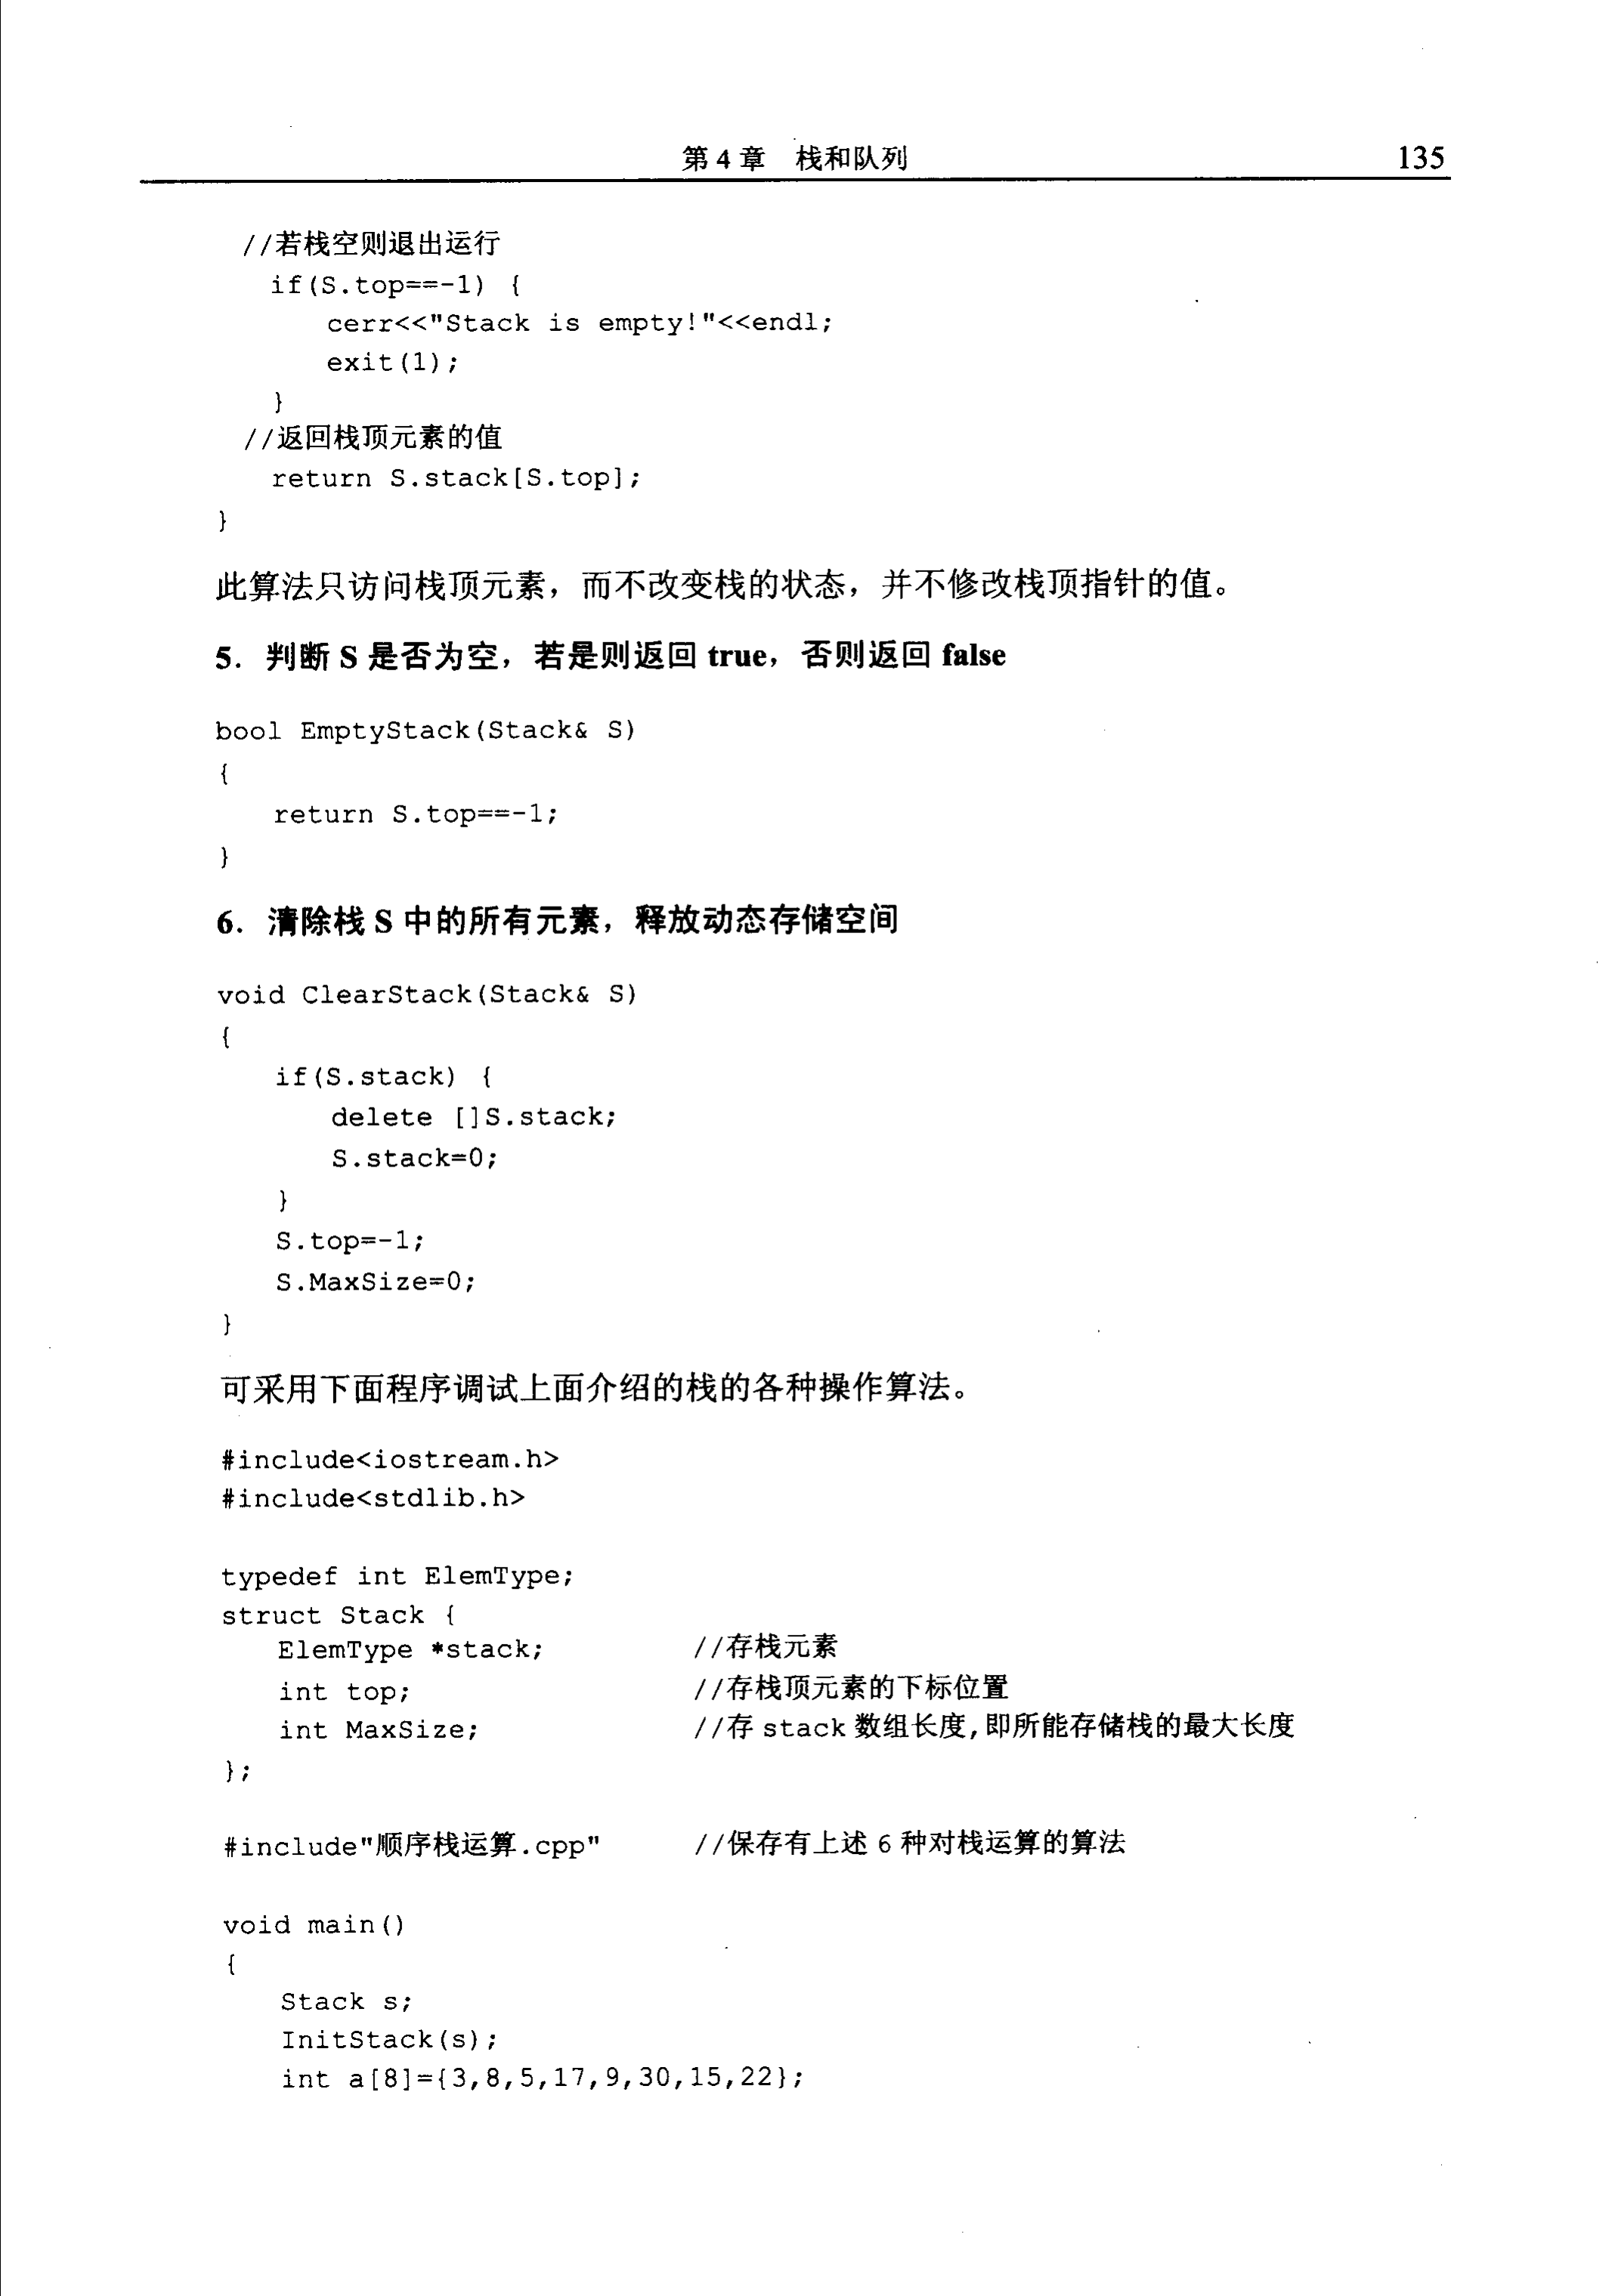 第 4 章 栈和队列 135
//若栈空则退出运行
if(S.top==-1) {
cerr<<"Stack is empty!"<<endl;
exit(1);
}
//返回栈顶元素的值
return S.stack[S.top];
}
此算法只访问栈顶元素，而不改变栈的状态，并不修改栈顶指针的值。
5．判断 S 是否为空，若是则返回 true，否则返回 false
bool EmptyStack(Stack& S)
{
return S.top==-1;
}
6．清除栈 S 中的所有元素，释放动态存储空间
void ClearStack(Stack& S)
{
if(S.stack) {
delete []S.stack;
S.stack=0;
}
S.top=-1;
S.MaxSize=0;
}
可采用下面程序调试上面介绍的栈的各种操作算法。
#include<iostream.h>
#include<stdlib.h>
typedef int ElemType;
struct Stack {
ElemType *stack; //存栈元素
int top; //存栈顶元素的下标位置
int MaxSize; //存 stack 数组长度,即所能存储栈的最大长度
};
#include"顺序栈运算.cpp" //保存有上述 6 种对栈运算的算法
void main()
{
Stack s;
InitStack(s);
int a[8]={3,8,5,17,9,30,15,22};